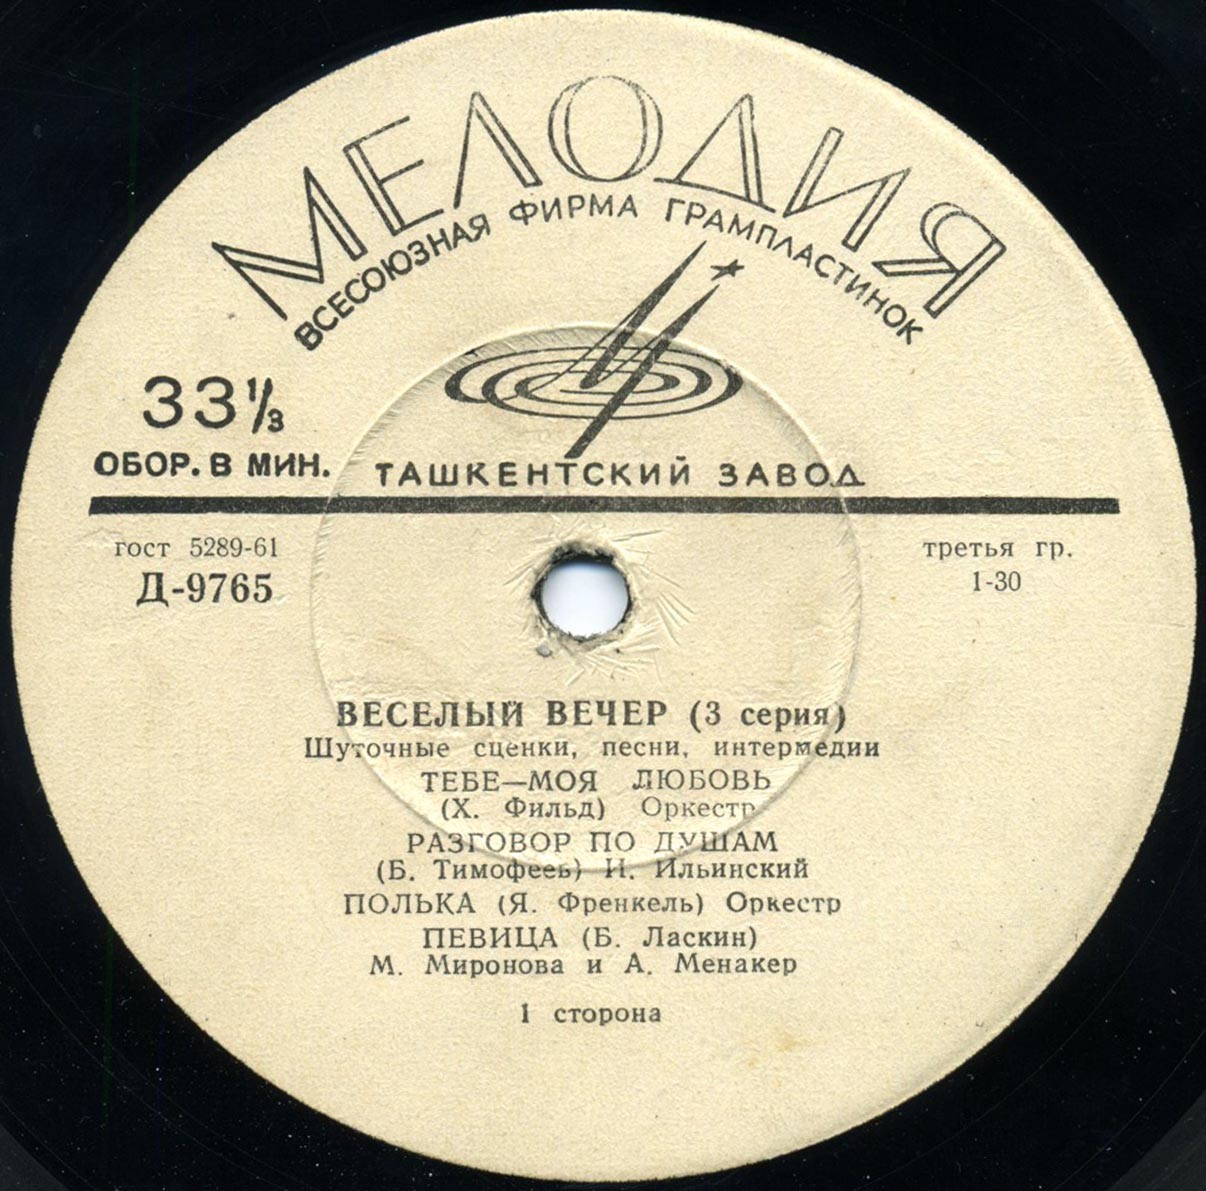 МЕЛОДИЯ
ВСЕСОЮЗНАЯ ФИРМА ГРАМПЛАСТИНОК
33 1/3
ОБОР. В МИН.
ТАШКЕНТСКИЙ ЗАВОД
гост 5289-61
Д-9765
третья гр.
1-30
ВЕСЕЛЫЙ ВЕЧЕР (3 серия)
Шуточные сценки, песни, интермедии
ТЕБЕ—МОЯ ЛЮБОВЬ
(Х. Фильд) Оркестр
РАЗГОВОР ПО ДУШАМ
(Б. Тимофеев) И. Ильинский
ПОЛЬКА (Я. Френкель) Оркестр
ПЕВИЦА (Б. Ласкин)
М. Миронова и А. Менакер
1 сторона